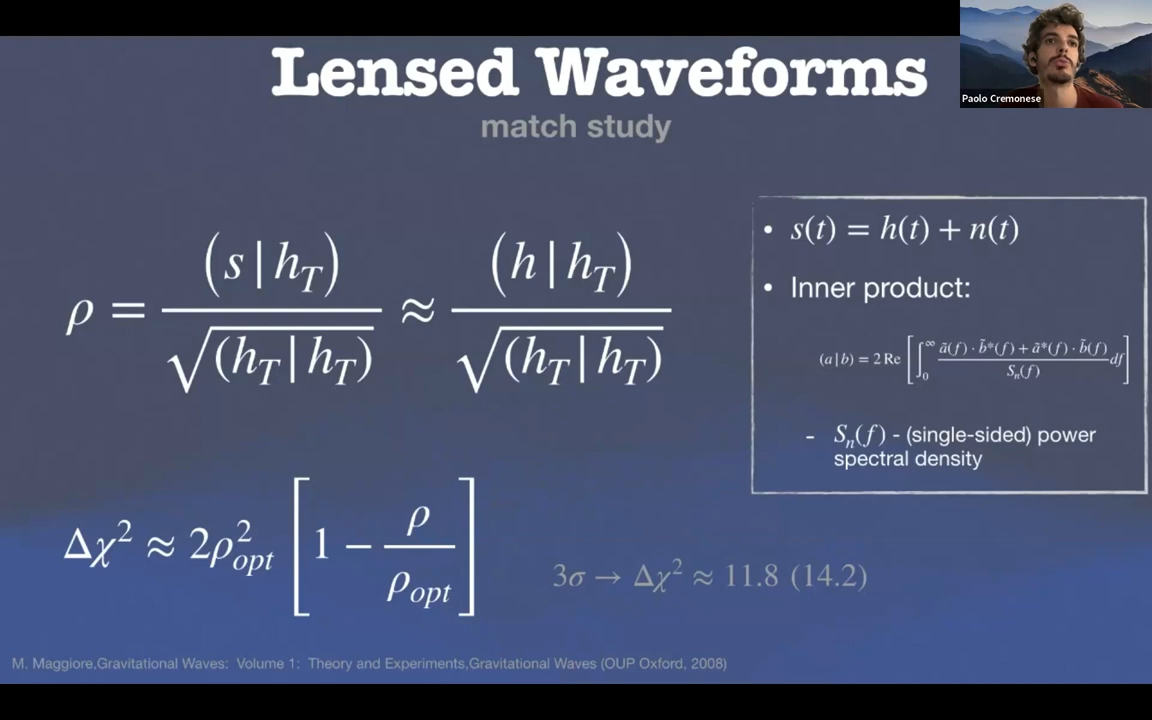 Lensed Waveforms
match study
Paolo Cremonese
ρ = (s | h_T) / √(h_T | h_T) ≈ (h | h_T) / √(h_T | h_T)
• s(t) = h(t) + n(t)
• Inner product:
(a | b) = 2 Re [ ∫_0^∞ (ã(f) · b̃*(f) + ã*(f) · b̃(f)) / S_n(f) df ]
- S_n(f) - (single-sided) power
spectral density
Δχ² ≈ 2ρ²_opt [ 1 − ρ / ρ_opt ]
3σ → Δχ² ≈ 11.8 (14.2)
M. Maggiore,Gravitational Waves: Volume 1: Theory and Experiments,Gravitational Waves (OUP Oxford, 2008)